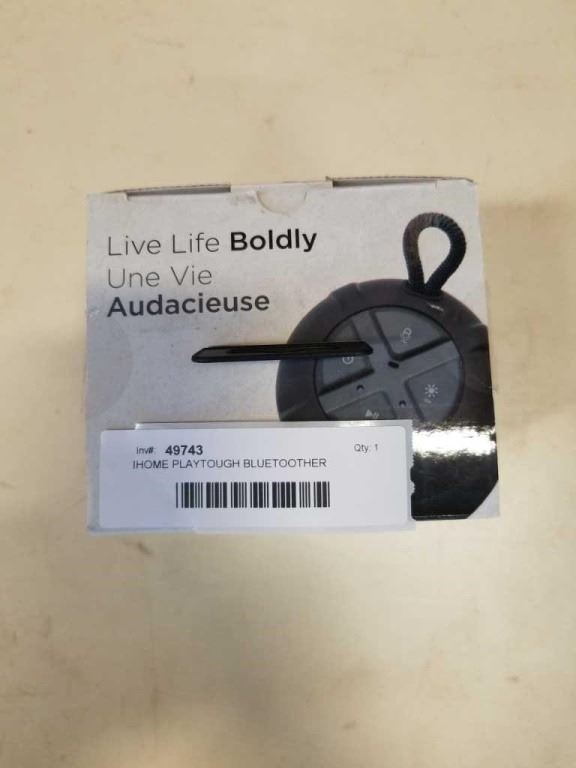 Live Life Boldly
Une Vie
Audacieuse
Inv#: 49743 Qty: 1
IHOME PLAYTOUGH BLUETOOTHER